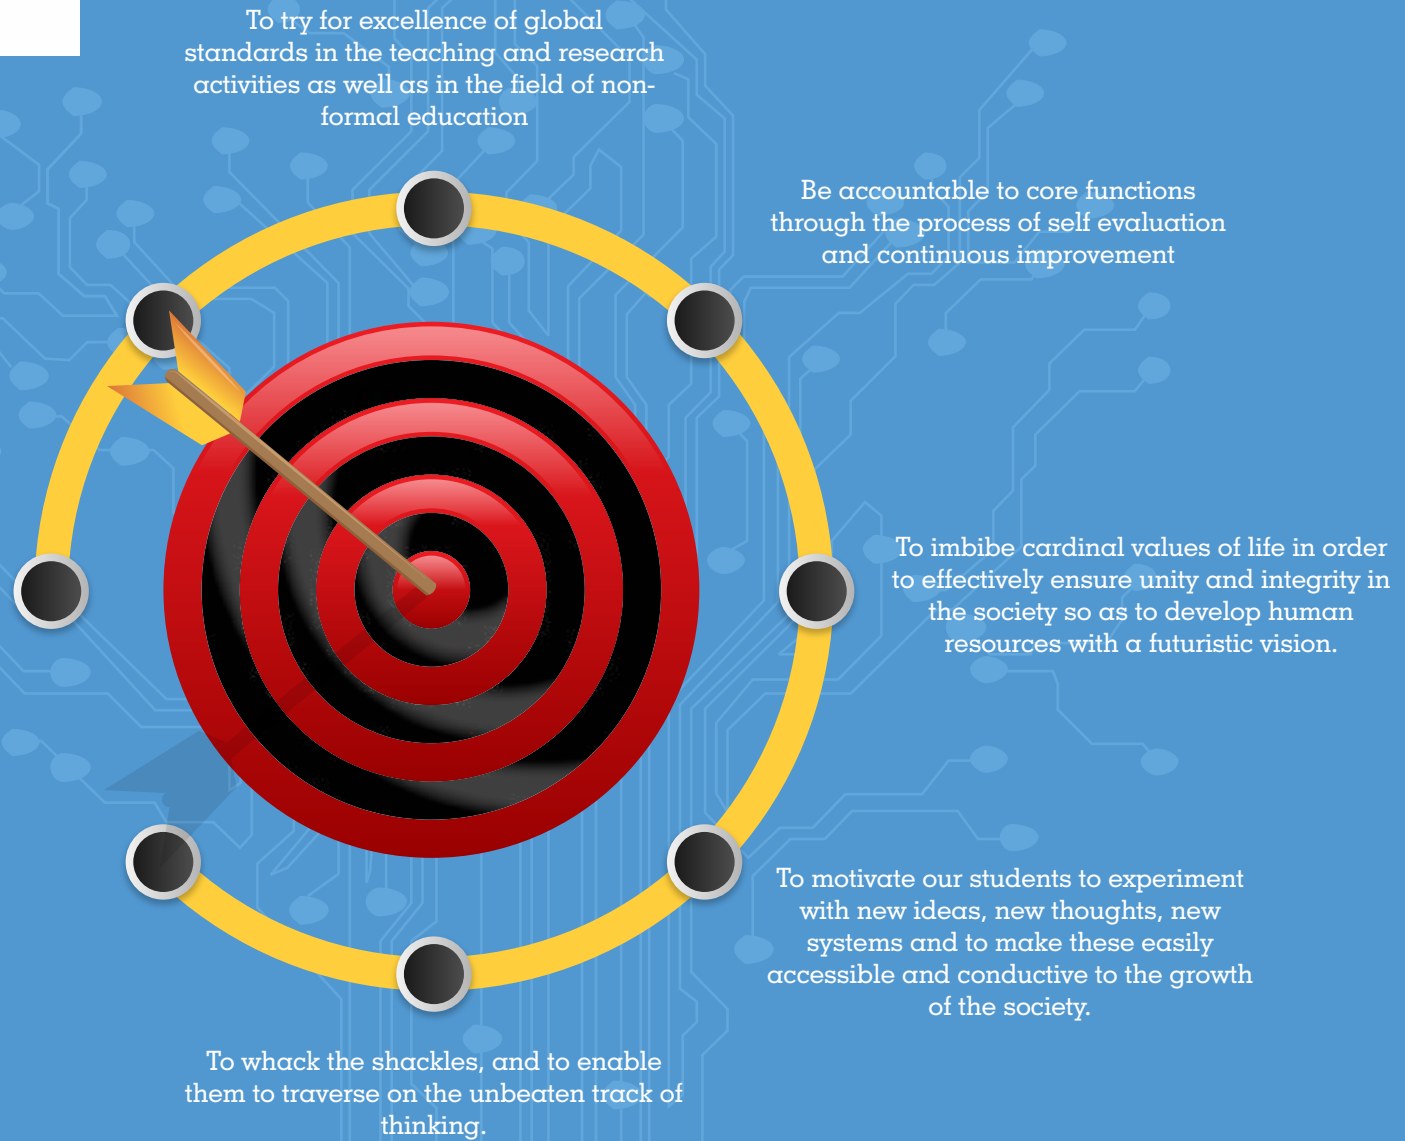 To try for excellence of global
standards in the teaching and research
activities as well as in the field of non-
formal education
Be accountable to core functions
through the process of self evaluation
and continuous improvement
To imbibe cardinal values of life in order
to effectively ensure unity and integrity in
the society so as to develop human
resources with a futuristic vision.
To motivate our students to experiment
with new ideas, new thoughts, new
systems and to make these easily
accessible and conductive to the growth
of the society.
To whack the shackles, and to enable
them to traverse on the unbeaten track of
thinking.